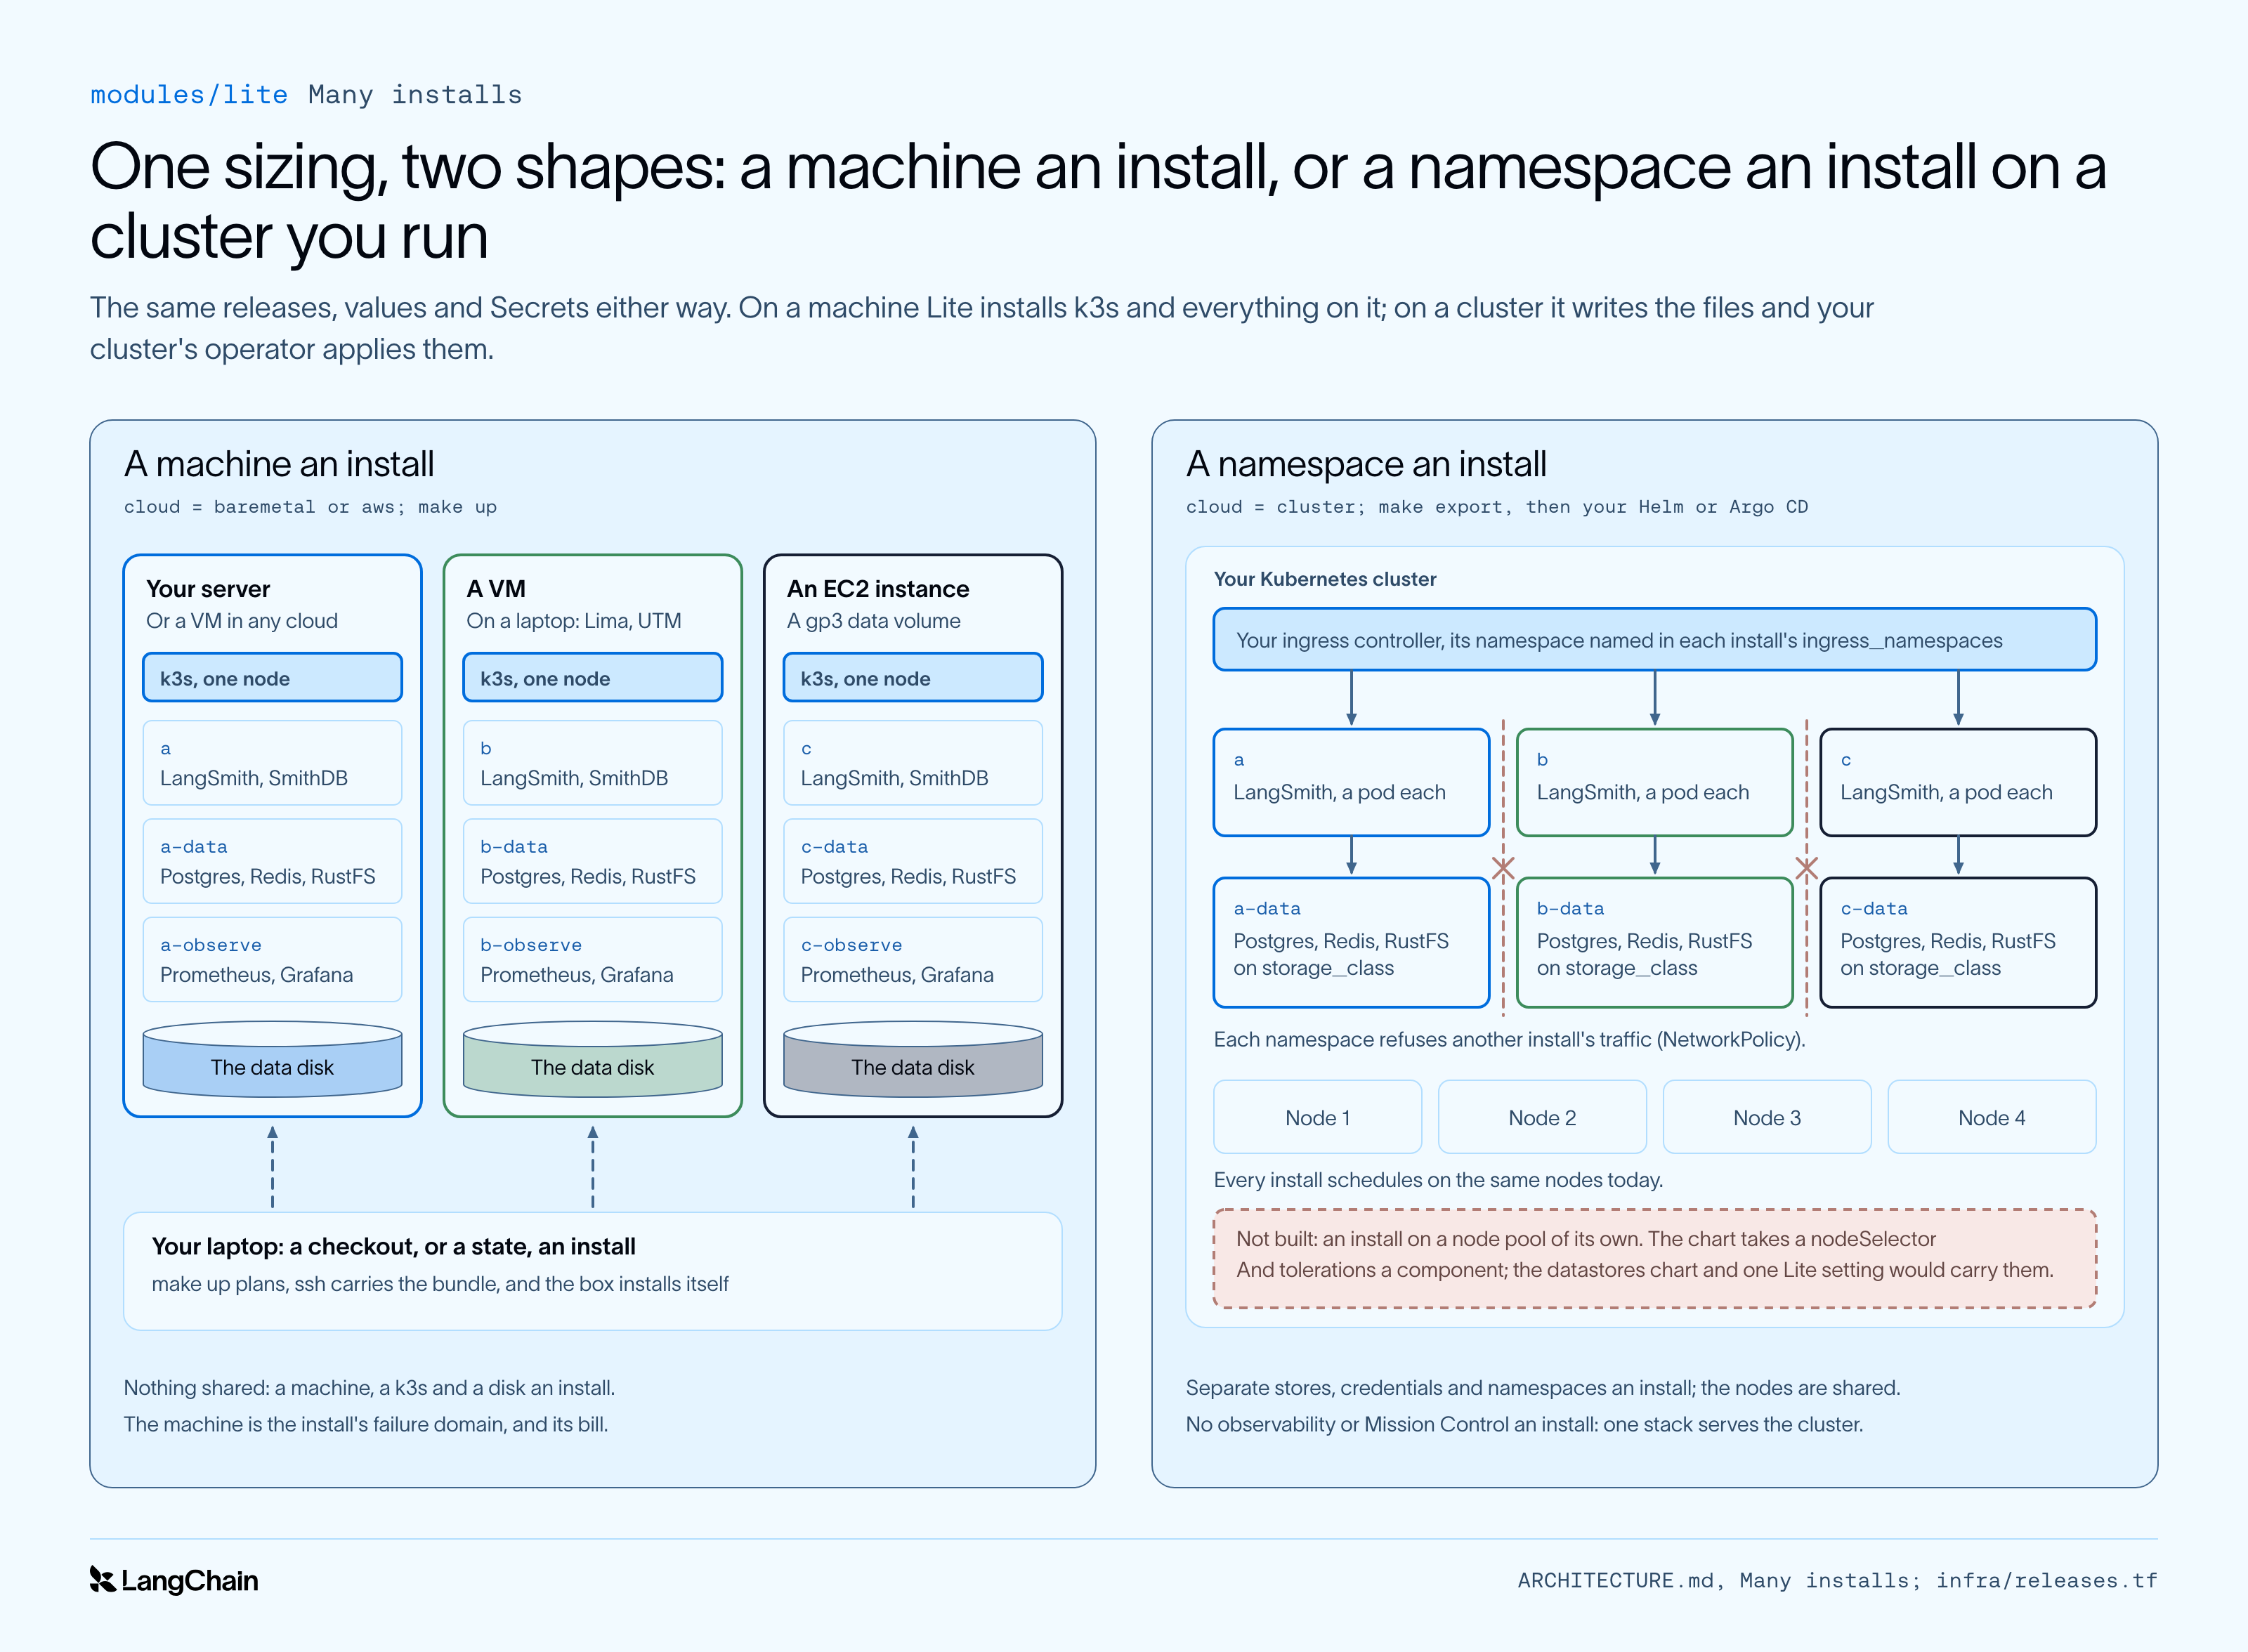 modules/lite Many installs
One sizing, two shapes: a machine an install, or a namespace an install on a
cluster you run
The same releases, values and Secrets either way. On a machine Lite installs k3s and everything on it; on a cluster it writes the files and your
cluster's operator applies them.
A machine an install
cloud = baremetal or aws; make up
Your server
Or a VM in any cloud
k3s, one node
a
LangSmith, SmithDB
a-data
Postgres, Redis, RustFS
a-observe
Prometheus, Grafana
The data disk
A VM
On a laptop: Lima, UTM
k3s, one node
b
LangSmith, SmithDB
b-data
Postgres, Redis, RustFS
b-observe
Prometheus, Grafana
The data disk
An EC2 instance
A gp3 data volume
k3s, one node
c
LangSmith, SmithDB
c-data
Postgres, Redis, RustFS
c-observe
Prometheus, Grafana
The data disk
Your laptop: a checkout, or a state, an install
make up plans, ssh carries the bundle, and the box installs itself
Nothing shared: a machine, a k3s and a disk an install.
The machine is the install's failure domain, and its bill.
A namespace an install
cloud = cluster; make export, then your Helm or Argo CD
Your Kubernetes cluster
Your ingress controller, its namespace named in each install's ingress_namespaces
a
LangSmith, a pod each
b
LangSmith, a pod each
c
LangSmith, a pod each
a-data
Postgres, Redis, RustFS
on storage_class
b-data
Postgres, Redis, RustFS
on storage_class
c-data
Postgres, Redis, RustFS
on storage_class
Each namespace refuses another install's traffic (NetworkPolicy).
Node 1
Node 2
Node 3
Node 4
Every install schedules on the same nodes today.
Not built: an install on a node pool of its own. The chart takes a nodeSelector
And tolerations a component; the datastores chart and one Lite setting would carry them.
Separate stores, credentials and namespaces an install; the nodes are shared.
No observability or Mission Control an install: one stack serves the cluster.
LangChain
ARCHITECTURE.md, Many installs; infra/releases.tf